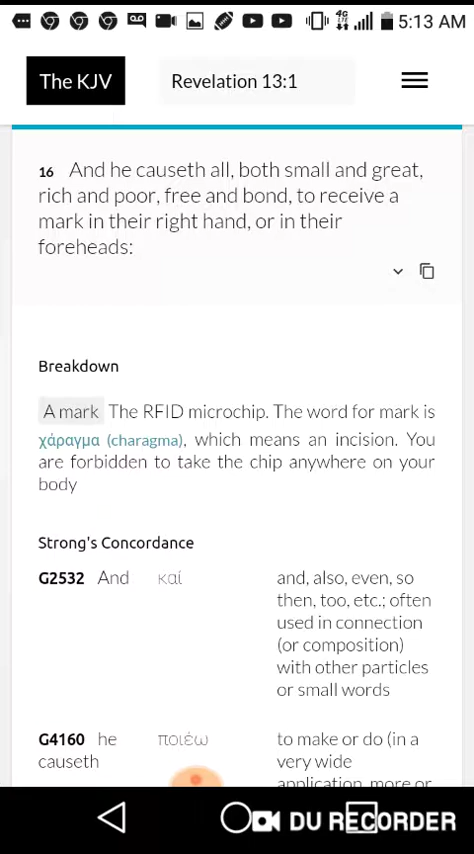 4G
LTE
5:13 AM
The KJV
Revelation 13:1
16 And he causeth all, both small and great,
rich and poor, free and bond, to receive a
mark in their right hand, or in their
foreheads:
Breakdown
A mark The RFID microchip. The word for mark is
χάραγμα (charagma), which means an incision. You
are forbidden to take the chip anywhere on your
body
Strong's Concordance
G2532 And καί and, also, even, so
then, too, etc.; often
used in connection
(or composition)
with other particles
or small words
G4160 he ποιέω to make or do (in a
causeth very wide
application, more or
DU RECORDER